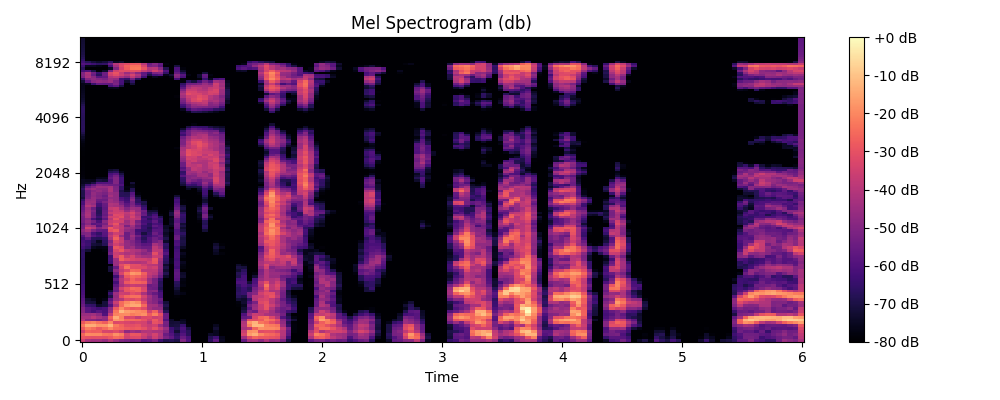 Mel Spectrogram (db)
Hz
8192
4096
2048
1024
512
0
0 1 2 3 4 5 6
Time
+0 dB
-10 dB
-20 dB
-30 dB
-40 dB
-50 dB
-60 dB
-70 dB
-80 dB